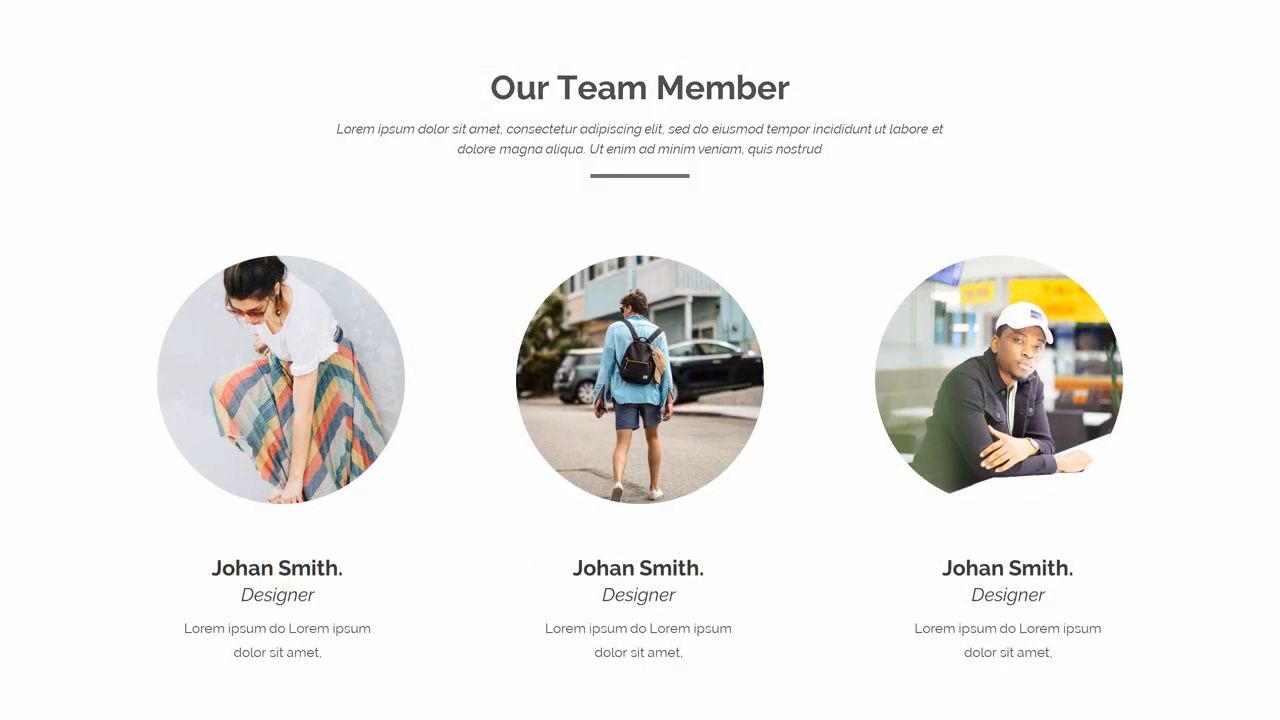 Our Team Member
Lorem ipsum dolor sit amet, consectetur adipiscing elit, sed do eiusmod tempor incididunt ut labore et
dolore magna aliqua. Ut enim ad minim veniam, quis nostrud
Johan Smith.
Designer
Lorem ipsum do Lorem ipsum
dolor sit amet,
Johan Smith.
Designer
Lorem ipsum do Lorem ipsum
dolor sit amet,
Johan Smith.
Designer
Lorem ipsum do Lorem ipsum
dolor sit amet,